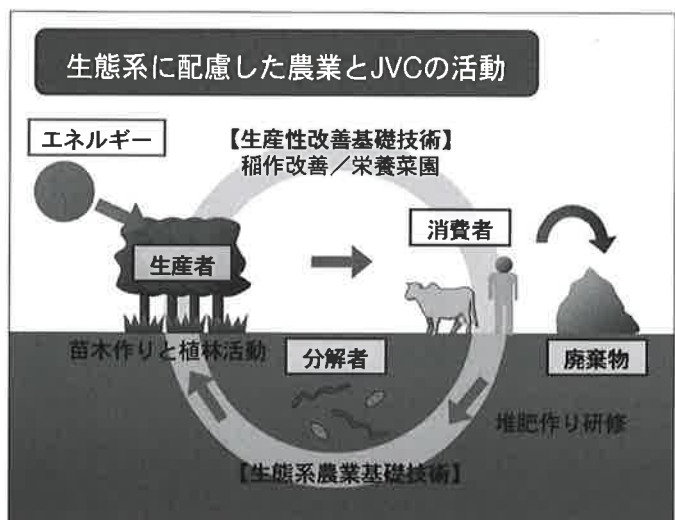 生態系に配慮した農業とJVCの活動
エネルギー
【生産性改善基礎技術】
稲作改善／栄養菜園
消費者
生産者
苗木作りと植林活動
分解者
廃棄物
堆肥作り研修
【生態系農業基礎技術】